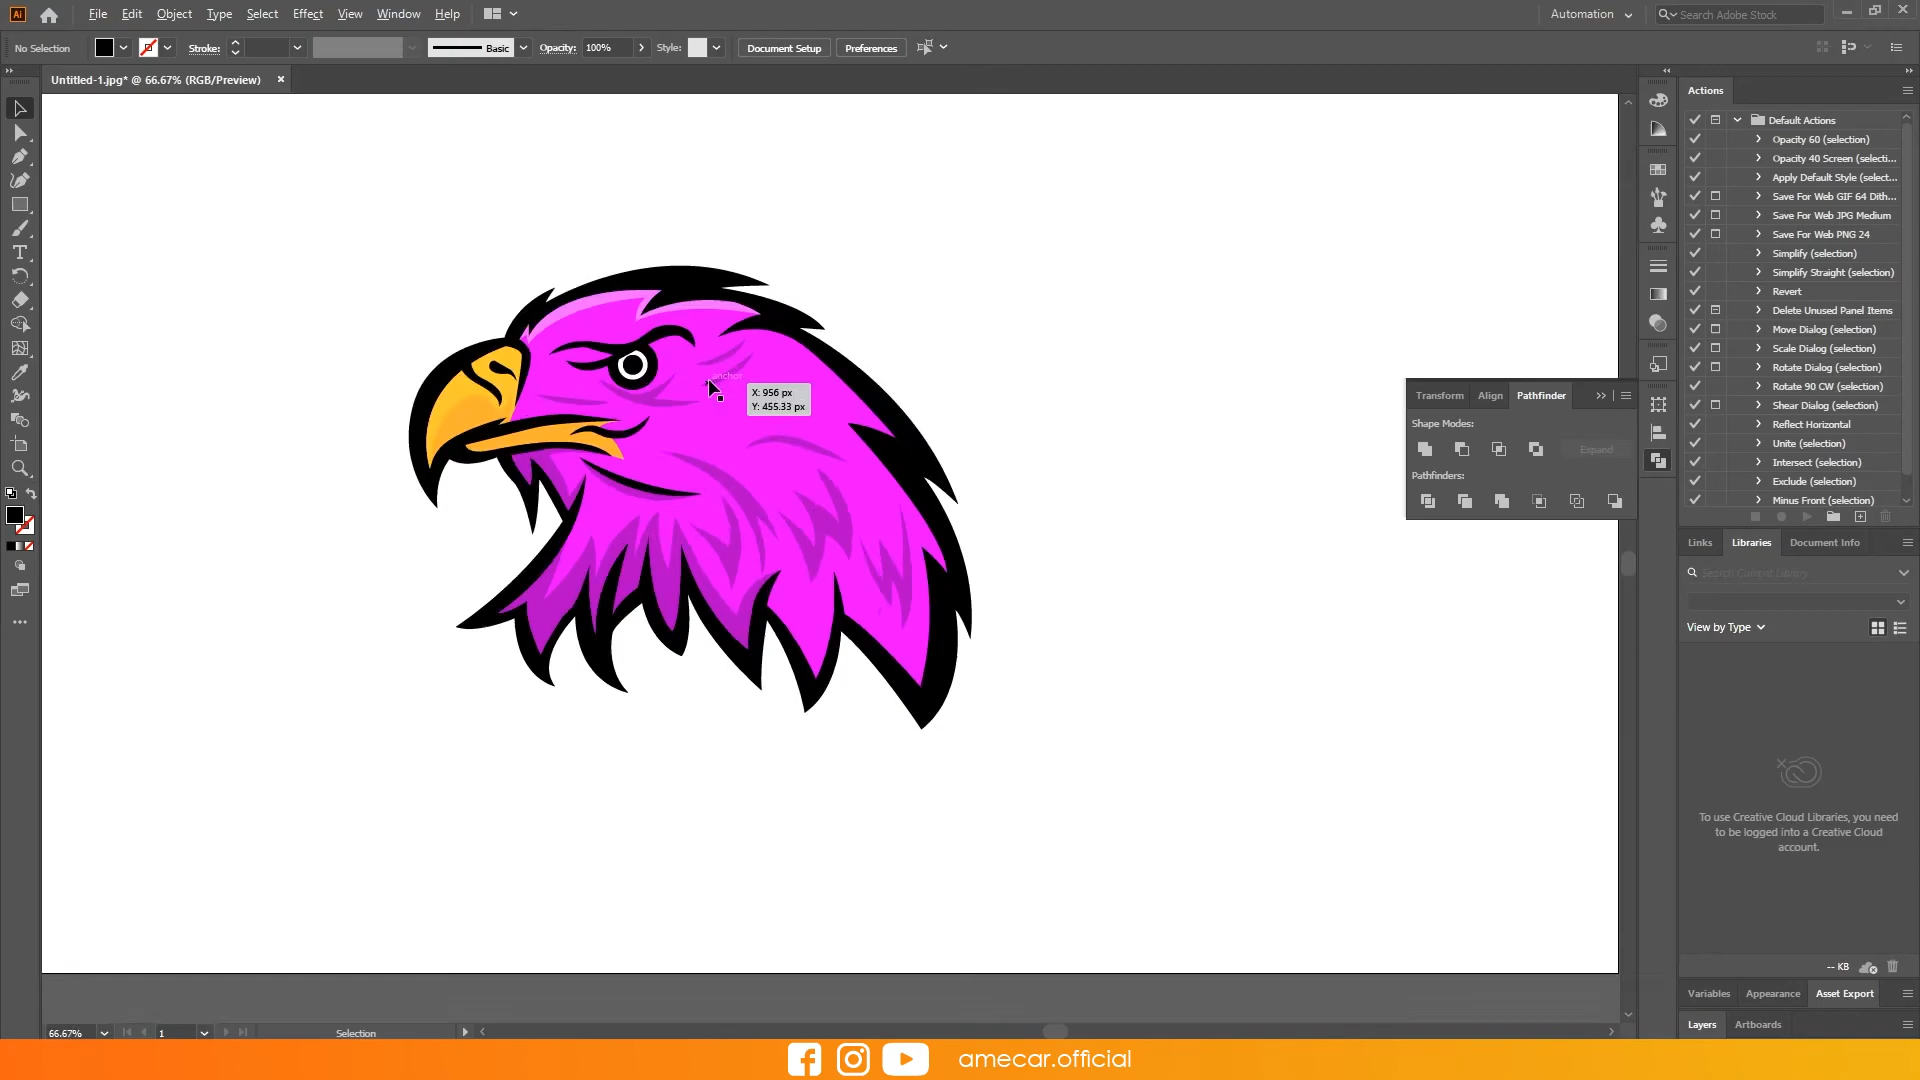 Ai File Edit Object Type Select Effect View Window Help Automation Search Adobe Stock
No Selection Stroke: Basic Opacity: 100% Style: Document Setup Preferences
Untitled-1.jpg* @ 66.67% (RGB/Preview) ×
Actions
Default Actions
Opacity 60 (selection)
Opacity 40 Screen (selecti...
Apply Default Style (select...
Save For Web GIF 64 Dith...
Save For Web JPG Medium
Save For Web PNG 24
Simplify (selection)
Simplify Straight (selection)
Revert
Delete Unused Panel Items
Move Dialog (selection)
Scale Dialog (selection)
Rotate Dialog (selection)
Rotate 90 CW (selection)
Shear Dialog (selection)
Reflect Horizontal
Unite (selection)
Intersect (selection)
Exclude (selection)
Minus Front (selection)
anchor
X: 956 px
Y: 455.33 px
Transform Align Pathfinder
Shape Modes:
Expand
Pathfinders:
Links Libraries Document Info
Search Current Library
View by Type
To use Creative Cloud Libraries, you need
to be logged into a Creative Cloud
account.
-- KB
Variables Appearance Asset Export
Layers Artboards
66.67% 1 Selection
amecar.official